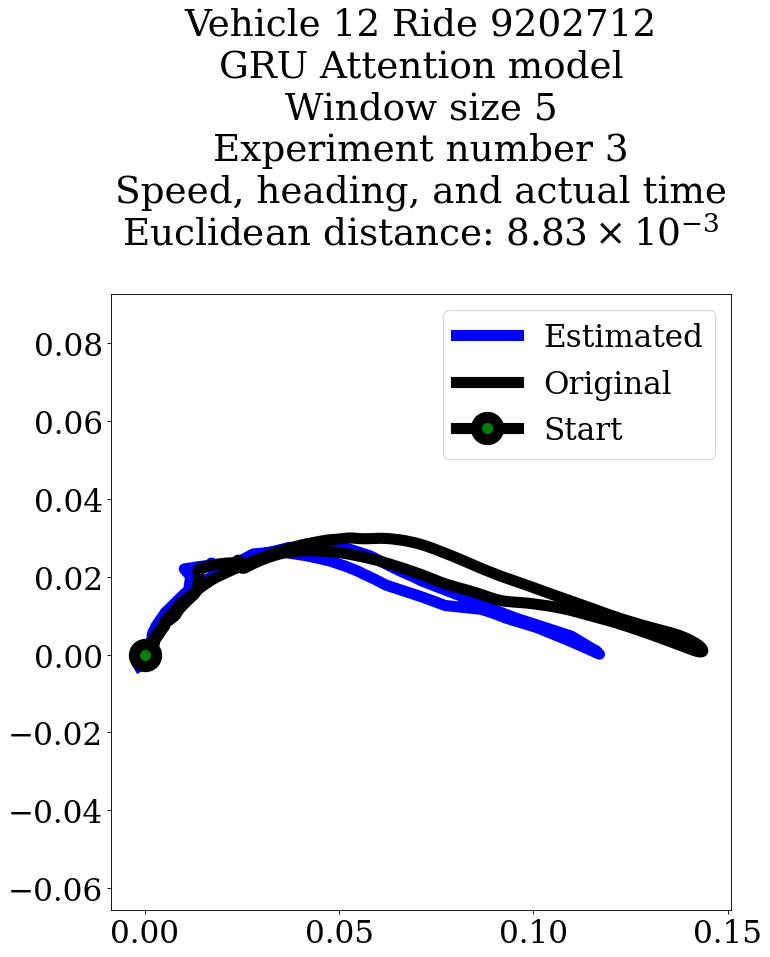 Vehicle 12 Ride 9202712
GRU Attention model
Window size 5
Experiment number 3
Speed, heading, and actual time
Euclidean distance: 8.83 × 10⁻³
Estimated
Original
Start
0.08
0.06
0.04
0.02
0.00
−0.02
−0.04
−0.06
0.00 0.05 0.10 0.15